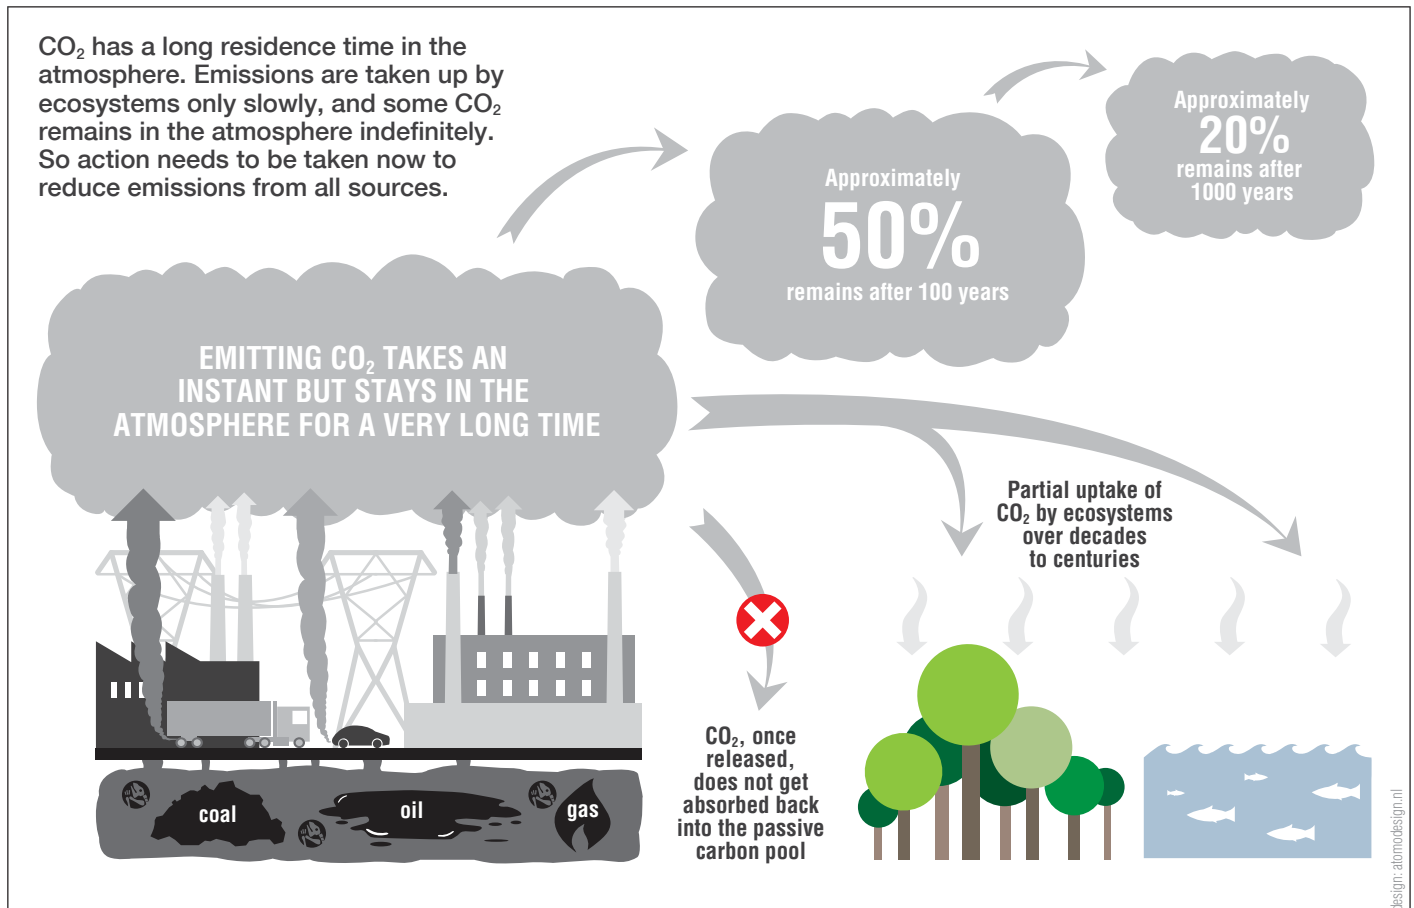 CO₂ has a long residence time in the
atmosphere. Emissions are taken up by
ecosystems only slowly, and some CO₂
remains in the atmosphere indefinitely.
So action needs to be taken now to
reduce emissions from all sources.
Approximately
20%
remains after
1000 years
Approximately
50%
remains after 100 years
EMITTING CO₂ TAKES AN
INSTANT BUT STAYS IN THE
ATMOSPHERE FOR A VERY LONG TIME
Partial uptake of
CO₂ by ecosystems
over decades
to centuries
CO₂, once
released,
does not get
absorbed back
into the passive
carbon pool
coal
oil
gas
design: atomodesign.nl